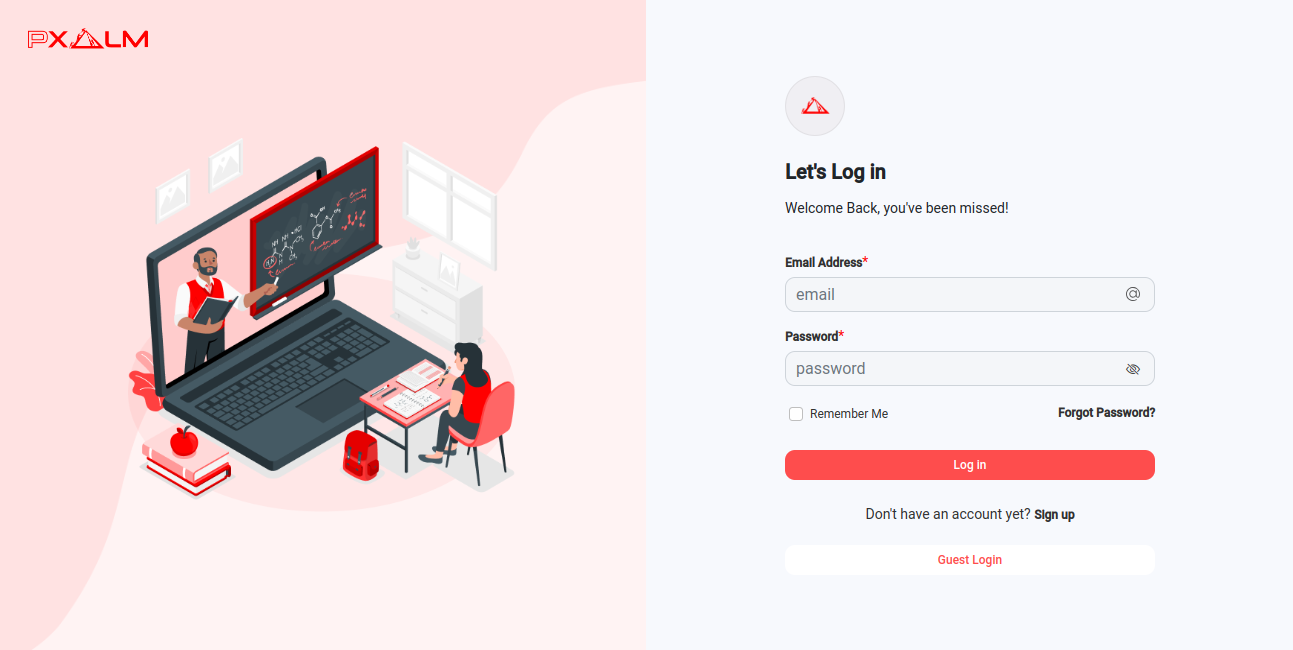 PXALM
Let's Log in
Welcome Back, you've been missed!
Email Address*
email
Password*
password
Remember Me
Forgot Password?
Log in
Don't have an account yet? Sign up
Guest Login